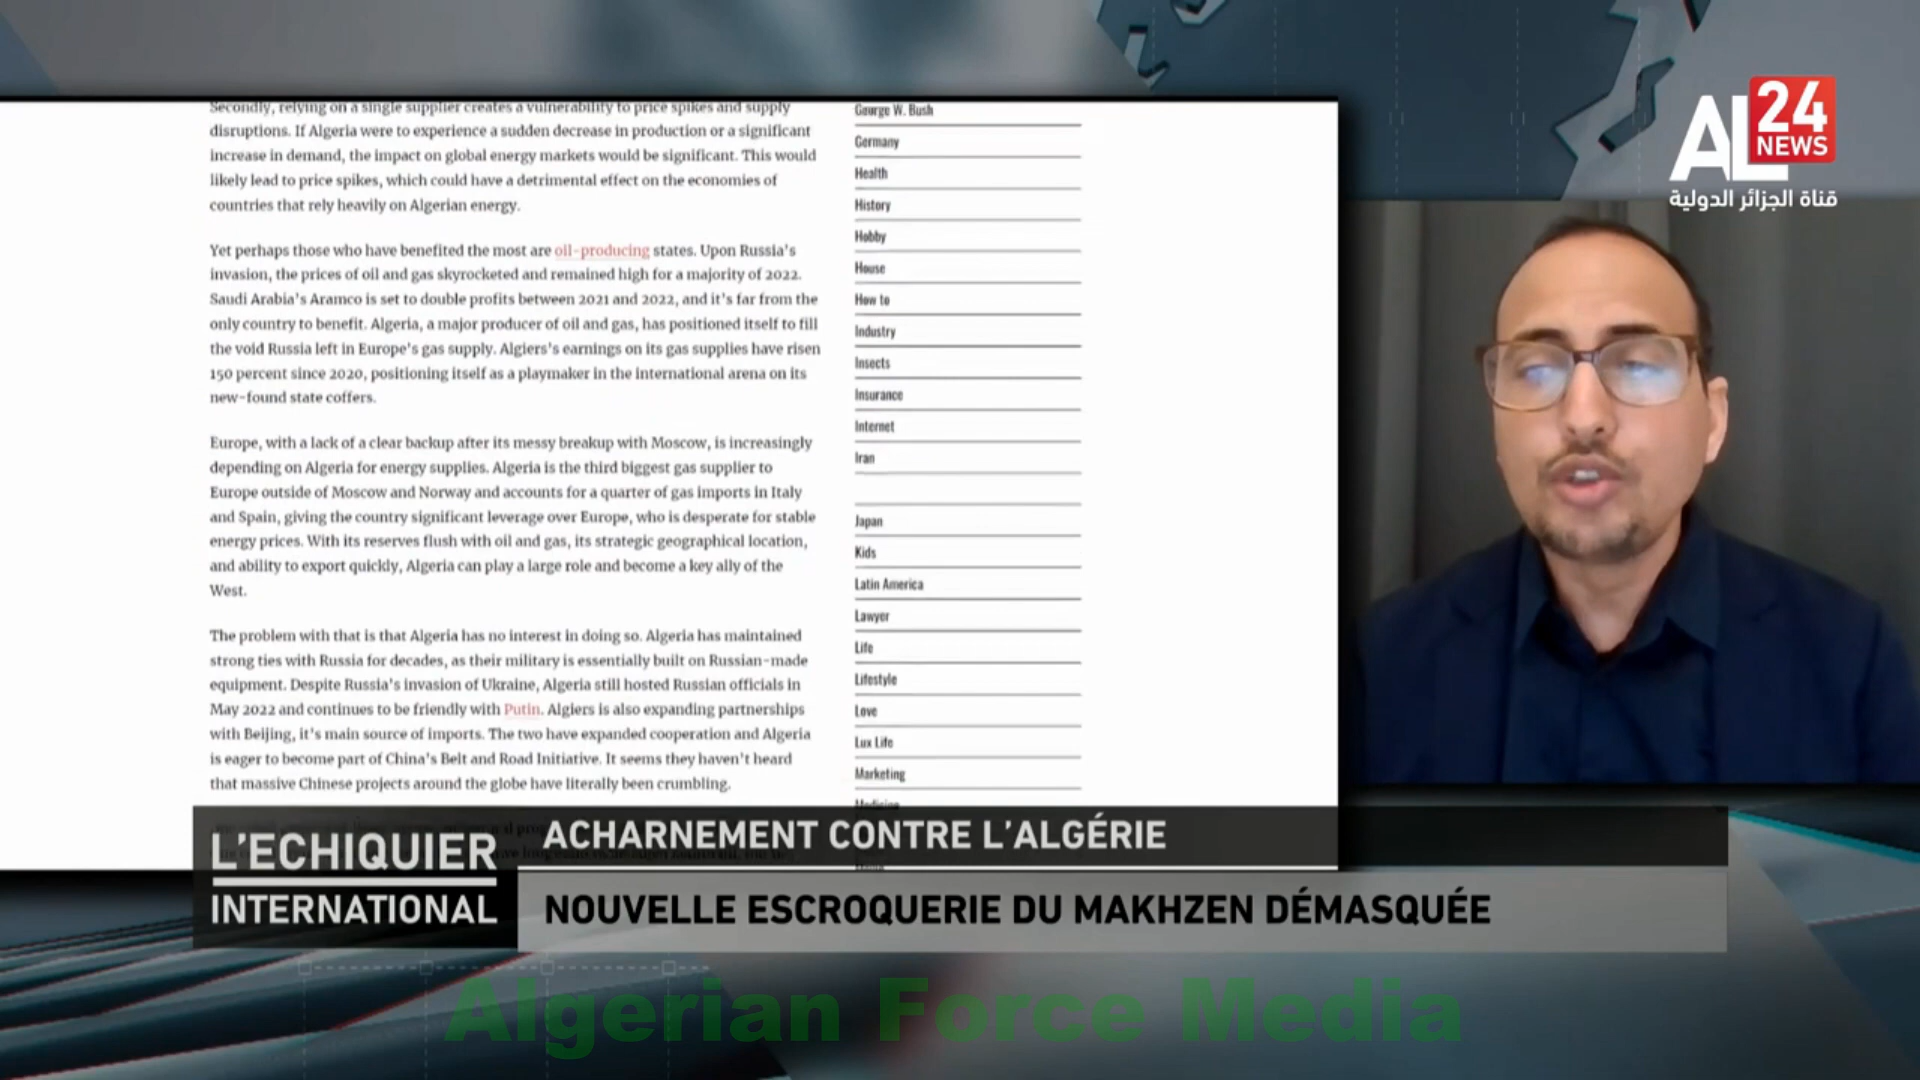 Secondly, relying on a single supplier creates a vulnerability to price spikes and supply
disruptions. If Algeria were to experience a sudden decrease in production or a significant
increase in demand, the impact on global energy markets would be significant. This would
likely lead to price spikes, which could have a detrimental effect on the economies of
countries that rely heavily on Algerian energy.
Yet perhaps those who have benefited the most are oil-producing states. Upon Russia's
invasion, the prices of oil and gas skyrocketed and remained high for a majority of 2022.
Saudi Arabia's Aramco is set to double profits between 2021 and 2022, and it's far from the
only country to benefit. Algeria, a major producer of oil and gas, has positioned itself to fill
the void Russia left in Europe's gas supply. Algiers's earnings on its gas supplies have risen
150 percent since 2020, positioning itself as a playmaker in the international arena on its
new-found state coffers.
Europe, with a lack of a clear backup after its messy breakup with Moscow, is increasingly
depending on Algeria for energy supplies. Algeria is the third biggest gas supplier to
Europe outside of Moscow and Norway and accounts for a quarter of gas imports in Italy
and Spain, giving the country significant leverage over Europe, who is desperate for stable
energy prices. With its reserves flush with oil and gas, its strategic geographical location,
and ability to export quickly, Algeria can play a large role and become a key ally of the
West.
The problem with that is that Algeria has no interest in doing so. Algeria has maintained
strong ties with Russia for decades, as their military is essentially built on Russian-made
equipment. Despite Russia's invasion of Ukraine, Algeria still hosted Russian officials in
May 2022 and continues to be friendly with Putin. Algiers is also expanding partnerships
with Beijing, it's main source of imports. The two have expanded cooperation and Algeria
is eager to become part of China's Belt and Road Initiative. It seems they haven't heard
that massive Chinese projects around the globe have literally been crumbling.
George W. Bush
Germany
Health
History
Hobby
House
How to
Industry
Insects
Insurance
Internet
Iran
Japan
Kids
Latin America
Lawyer
Life
Lifestyle
Love
Lux Life
Marketing
Medicine
AL
24
NEWS
قناة الجزائر الدولية
L'ECHIQUIER
INTERNATIONAL
ACHARNEMENT CONTRE L'ALGÉRIE
NOUVELLE ESCROQUERIE DU MAKHZEN DÉMASQUÉE
Algerian Force Media